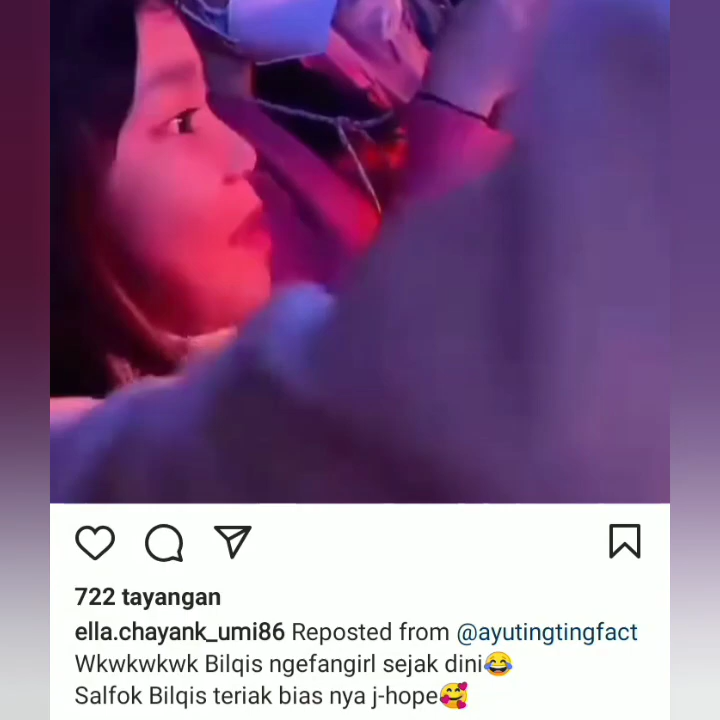 722 tayangan
ella.chayank_umi86 Reposted from @ayutingtingfact
Wkwkwkwk Bilqis ngefangirl sejak dini😂
Salfok Bilqis teriak bias nya j-hope🥰